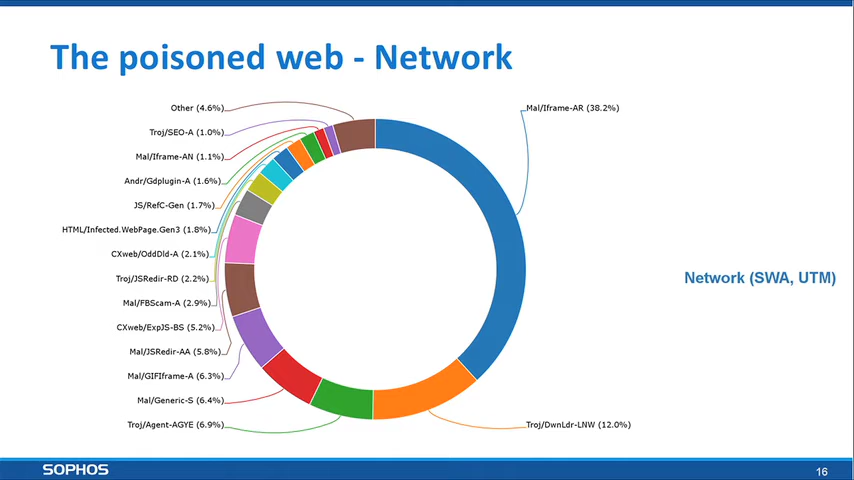 The poisoned web - Network
Other (4.6%)
Mal/Iframe-AR (38.2%)
Troj/SEO-A (1.0%)
Mal/Iframe-AN (1.1%)
Andr/Gdplugin-A (1.6%)
JS/RefC-Gen (1.7%)
HTML/Infected.WebPage.Gen3 (1.8%)
CXweb/OddDld-A (2.1%)
Troj/JSRedir-RD (2.2%)
Network (SWA, UTM)
Mal/FBScam-A (2.9%)
CXweb/ExpJS-BS (5.2%)
Mal/JSRedir-AA (5.8%)
Mal/GIFIframe-A (6.3%)
Mal/Generic-S (6.4%)
Troj/Agent-AGYE (6.9%)
Troj/DwnLdr-LNW (12.0%)
SOPHOS
16